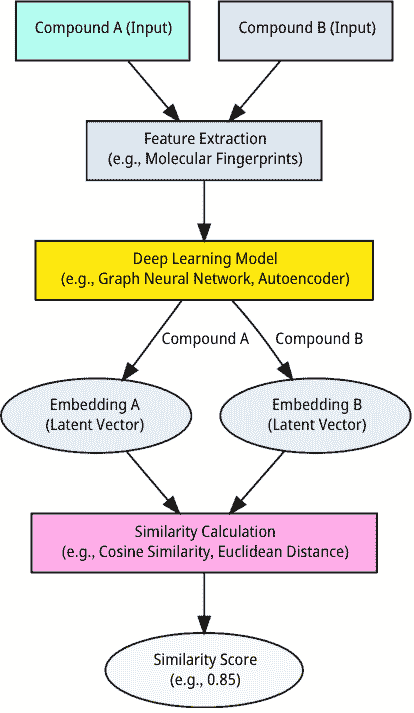 Compound A (Input)
Compound B (Input)
Feature Extraction
(e.g., Molecular Fingerprints)
Deep Learning Model
(e.g., Graph Neural Network, Autoencoder)
Compound A
Compound B
Embedding A
(Latent Vector)
Embedding B
(Latent Vector)
Similarity Calculation
(e.g., Cosine Similarity, Euclidean Distance)
Similarity Score
(e.g., 0.85)